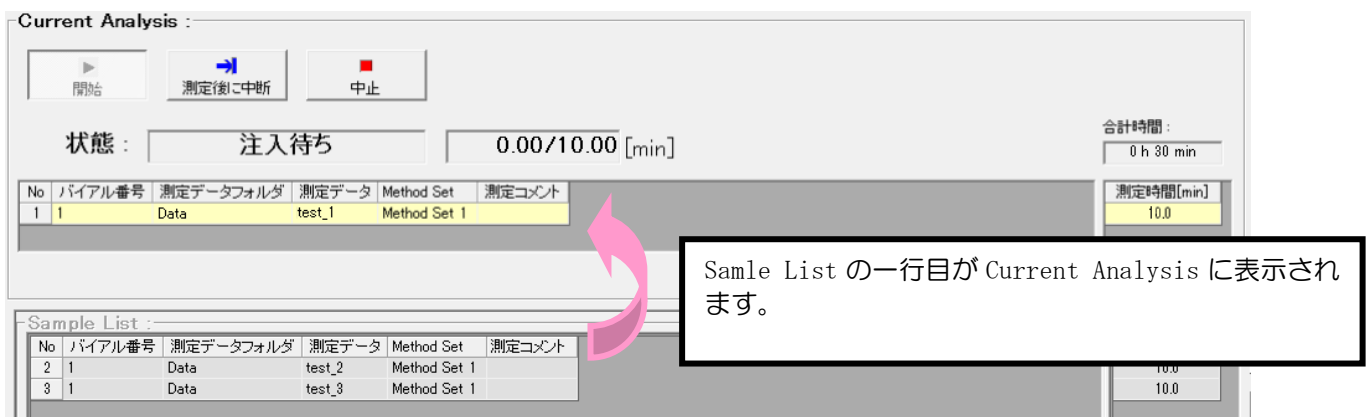 Current Analysis :
開始
測定後に中断
中止
合計時間 :
状態 : 注入待ち 0.00/10.00 [min]
0 h 30 min
No バイアル番号 測定データフォルダ 測定データ Method Set 測定コメント 測定時間[min]
1 1 Data test_1 Method Set 1 10.0
Samle List の一行目が Current Analysis に表示され
ます。
Sample List :
No バイアル番号 測定データフォルダ 測定データ Method Set 測定コメント
2 1 Data test_2 Method Set 1 10.0
3 1 Data test_3 Method Set 1 10.0